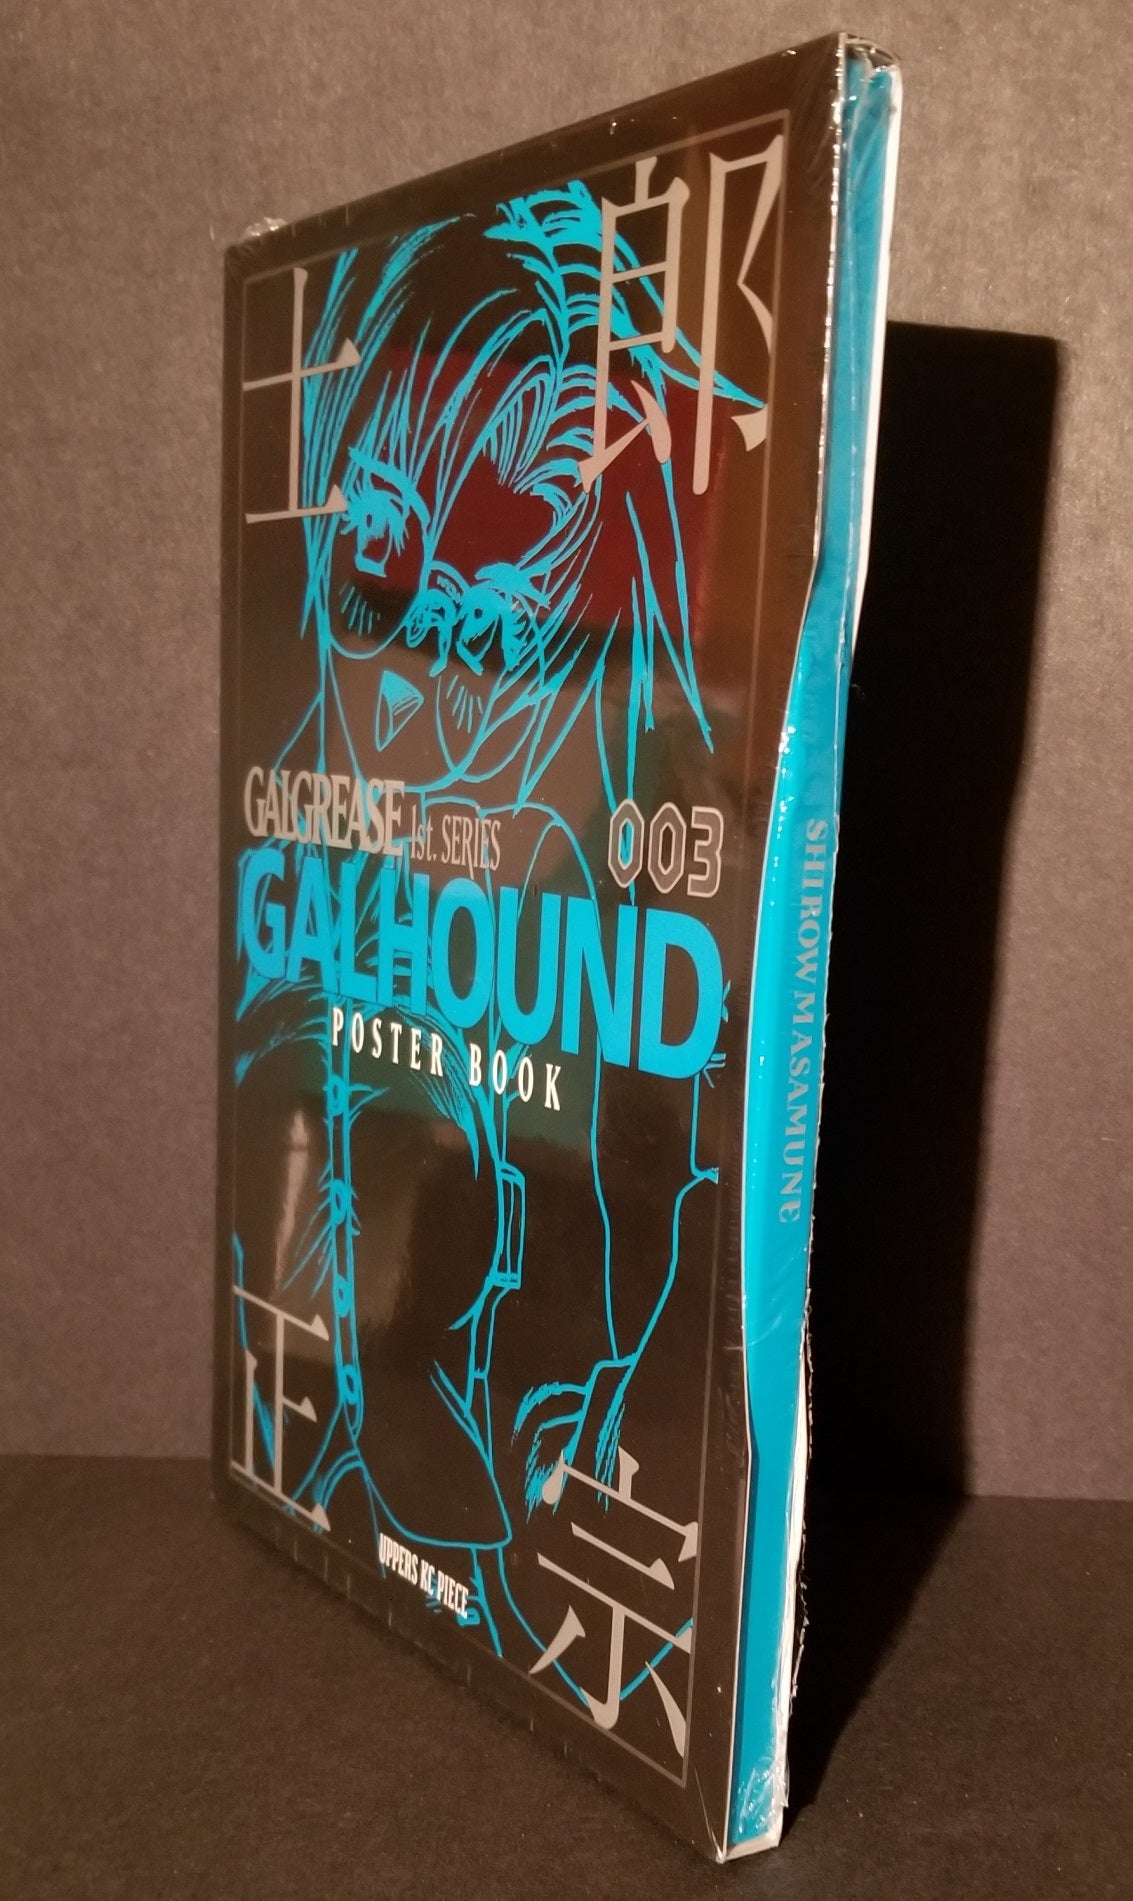 士郎
GALGREASE 1st. SERIES 003
GALHOUND
POSTER BOOK
正宗
UPPERS KC PIECE
SHIROW MASAMUNE